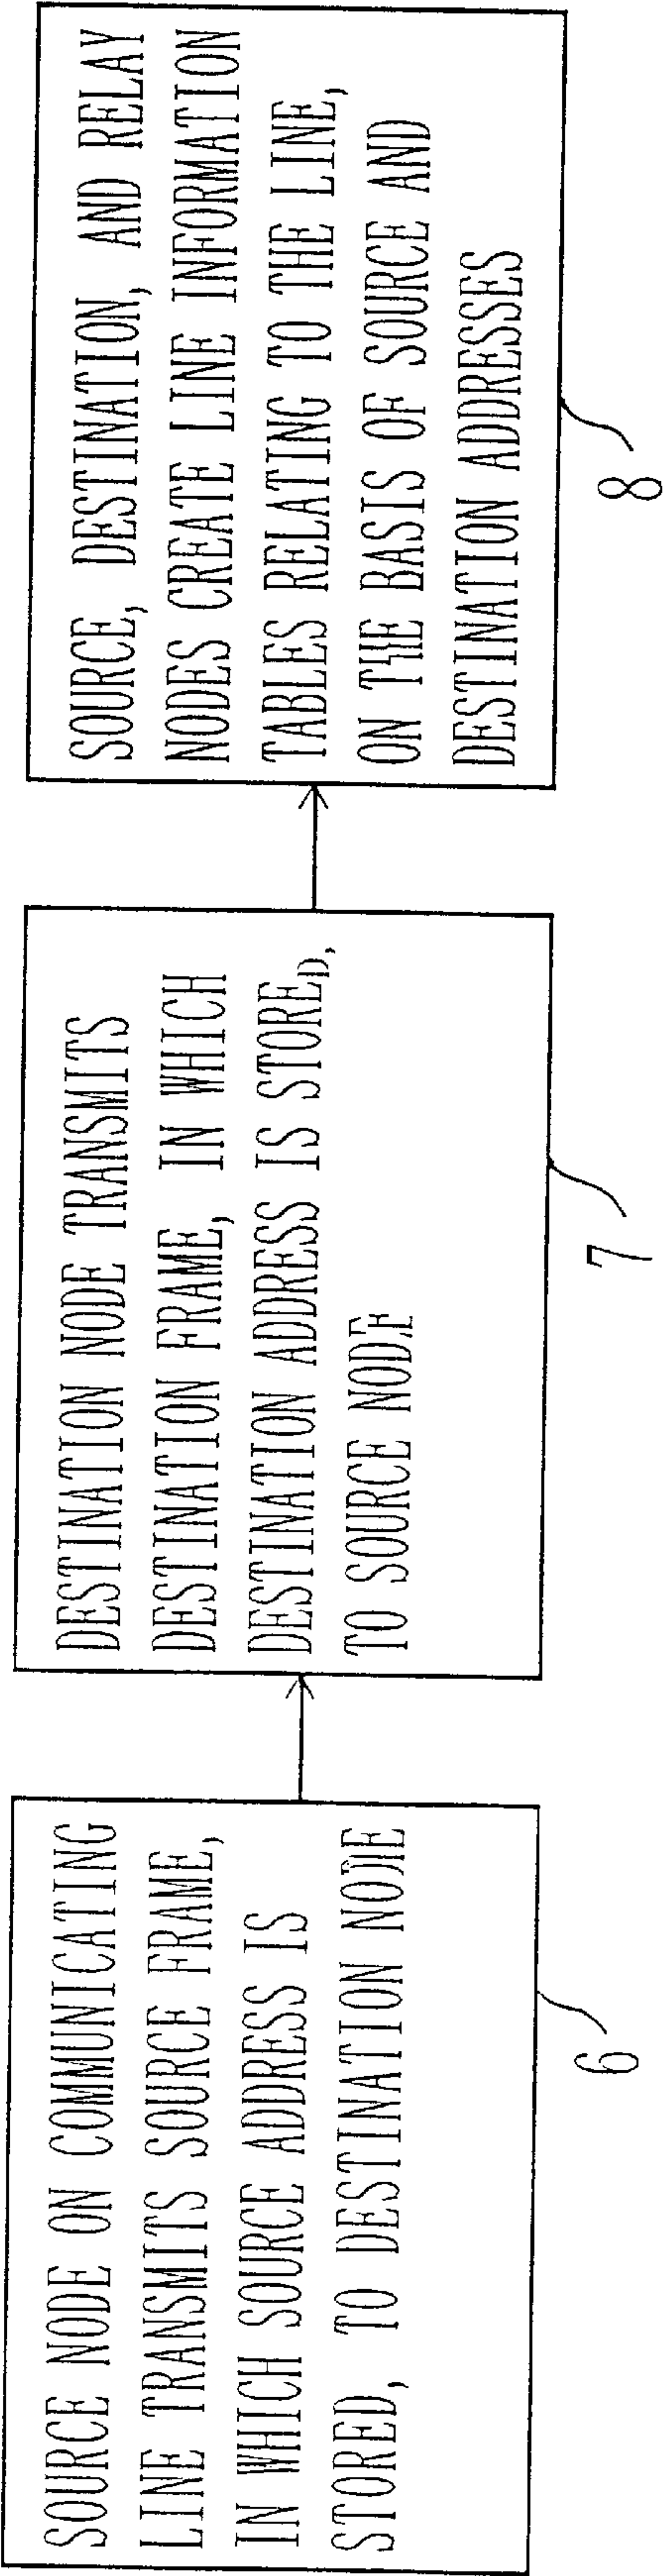 SOURCE NODE ON COMMUNICATING
LINE TRANSMITS SOURCE FRAME,
IN WHICH SOURCE ADDRESS IS
STORED, TO DESTINATION NODE
6
DESTINATION NODE TRANSMITS
DESTINATION FRAME, IN WHICH
DESTINATION ADDRESS IS STORED,
TO SOURCE NODE
7
SOURCE, DESTINATION, AND RELAY
NODES CREATE LINE INFORMATION
TABLES RELATING TO THE LINE,
ON THE BASIS OF SOURCE AND
DESTINATION ADDRESSES
8